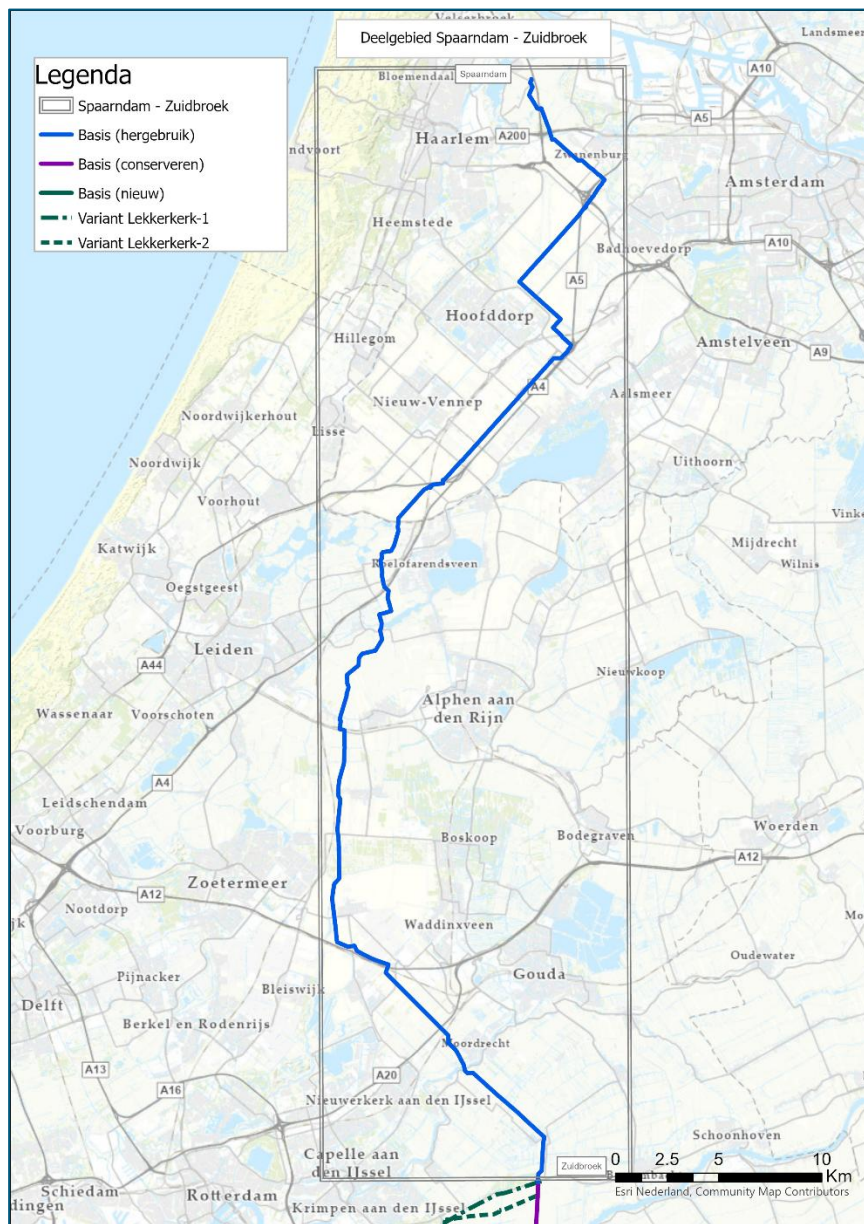 Deelgebied Spaarndam - Zuidbroek
Legenda
Spaarndam - Zuidbroek
Basis (hergebruik)
Basis (conserveren)
Basis (nieuw)
Variant Lekkerkerk-1
Variant Lekkerkerk-2
Landsmeer
A10
Bloemendaal
Spaarndam
A5
Haarlem
A200
Zwanenburg
Amsterdam
Heemstede
Badhoevedorp
A10
A5
Hoofddorp
Hillegom
Amstelveen
A9
Nieuw-Vennep
A4
Aalsmeer
Noordwijkerhout
Lisse
Noordwijk
Uithoorn
Voorhout
Katwijk
Mijdrecht
Roelofarendsveen
Wilnis
Oegstgeest
Leiden
A44
Nieuwkoop
Alphen aan
den Rijn
Wassenaar
Voorschoten
A4
Leidschendam
Voorburg
Boskoop
Bodegraven
Woerden
A12
Zoetermeer
A12
Nootdorp
Waddinxveen
Oudewater
Pijnacker
Gouda
Bleiswijk
Delft
Berkel en Rodenrijs
Moordrecht
A13
A20
A16
Nieuwerkerk aan den IJssel
Schoonhoven
Capelle aan
den IJssel
Zuidbroek
0 2.5 5 10
Km
Schiedam
Rotterdam
Esri Nederland, Community Map Contributors
Krimpen aan den IJssel